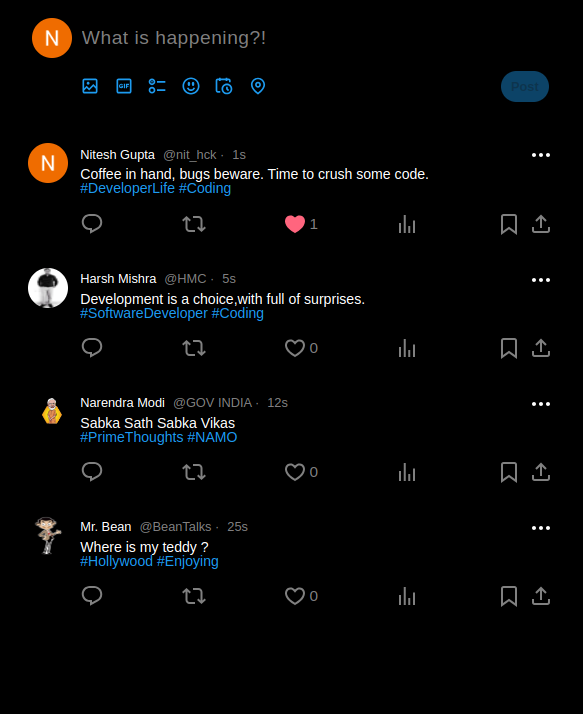 N What is happening?!
GIF Post
Nitesh Gupta @nit_hck · 1s
N
Coffee in hand, bugs beware. Time to crush some code.
#DeveloperLife #Coding
1
Harsh Mishra @HMC · 5s
Development is a choice,with full of surprises.
#SoftwareDeveloper #Coding
0
Narendra Modi @GOV INDIA · 12s
Sabka Sath Sabka Vikas
#PrimeThoughts #NAMO
0
Mr. Bean @BeanTalks · 25s
Where is my teddy ?
#Hollywood #Enjoying
0